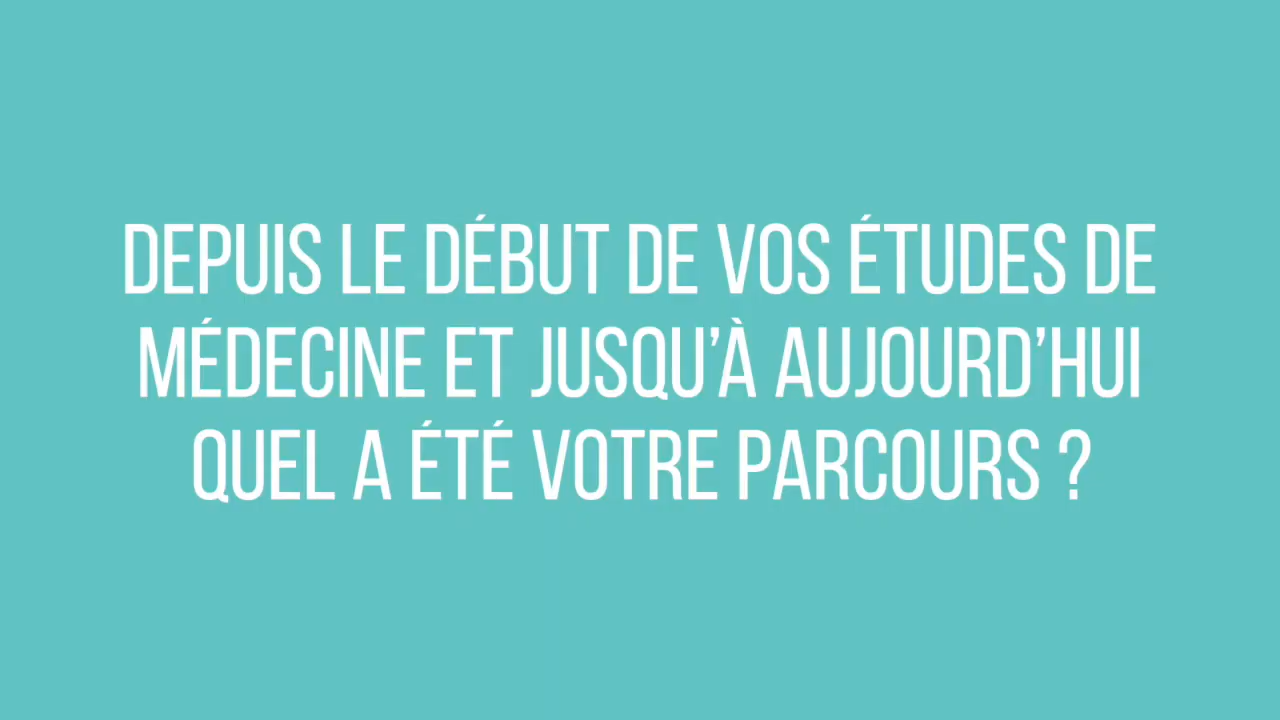 DEPUIS LE DÉBUT DE VOS ÉTUDES DE
MÉDECINE ET JUSQU’À AUJOURD’HUI
QUEL A ÉTÉ VOTRE PARCOURS ?